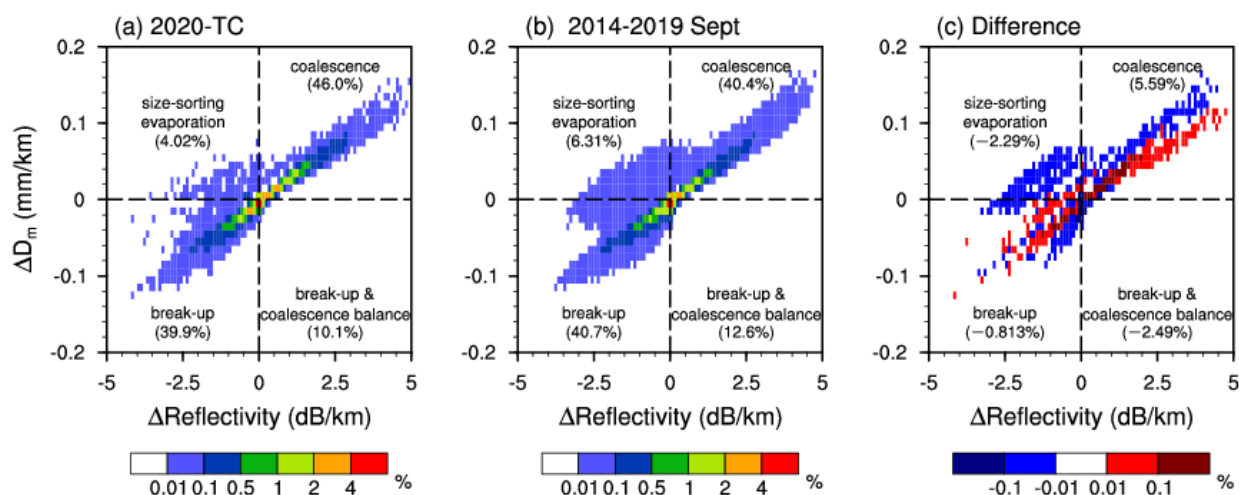 (a) 2020-TC
0.2
0.1
0
-0.1
-0.2
ΔDm (mm/km)
coalescence
(46.0%)
size-sorting
evaporation
(4.02%)
break-up
(39.9%)
break-up &
coalescence balance
(10.1%)
-5 -2.5 0 2.5 5
ΔReflectivity (dB/km)
0.01 0.1 0.5 1 2 4 %
(b) 2014-2019 Sept
0.2
0.1
0
-0.1
-0.2
coalescence
(40.4%)
size-sorting
evaporation
(6.31%)
break-up
(40.7%)
break-up &
coalescence balance
(12.6%)
-5 -2.5 0 2.5 5
ΔReflectivity (dB/km)
0.01 0.1 0.5 1 2 4 %
(c) Difference
0.2
0.1
0
-0.1
-0.2
coalescence
(5.59%)
size-sorting
evaporation
(−2.29%)
break-up
(−0.813%)
break-up &
coalescence balance
(−2.49%)
-5 -2.5 0 2.5 5
ΔReflectivity (dB/km)
-0.1 -0.01 0.01 0.1 %